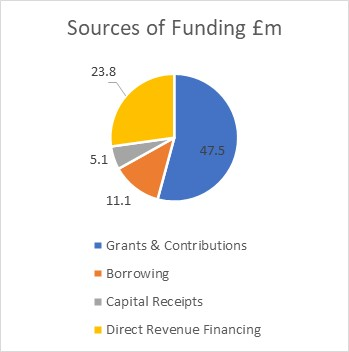 Sources of Funding £m
23.8
47.5
5.1
11.1
Grants & Contributions
Borrowing
Capital Receipts
Direct Revenue Financing